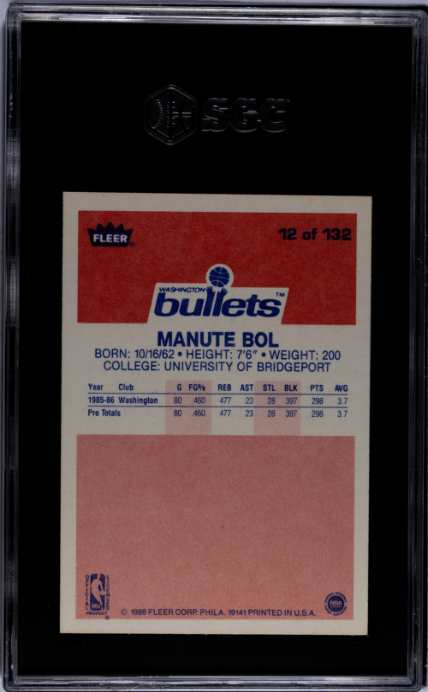 SGC
FLEER
12 of 132
WASHINGTON
bullets™
MANUTE BOL
BORN: 10/16/62 • HEIGHT: 7'6" • WEIGHT: 200
COLLEGE: UNIVERSITY OF BRIDGEPORT
Year Club G FG% REB AST STL BLK PTS AVG
1985-86 Washington 80 .460 477 23 28 397 298 3.7
Pro Totals 80 .460 477 23 28 397 298 3.7
© 1986 FLEER CORP. PHILA. 19141 PRINTED IN U.S.A.